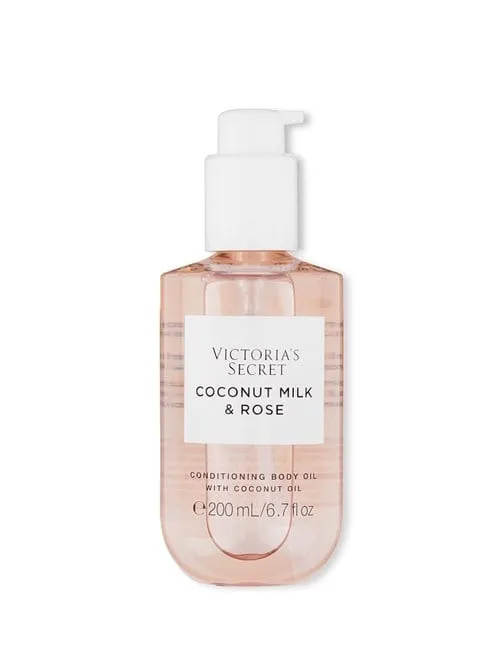 VICTORIA'S
SECRET
COCONUT MILK
& ROSE
CONDITIONING BODY OIL
WITH COCONUT OIL
℮200 mL/6.7 fl oz